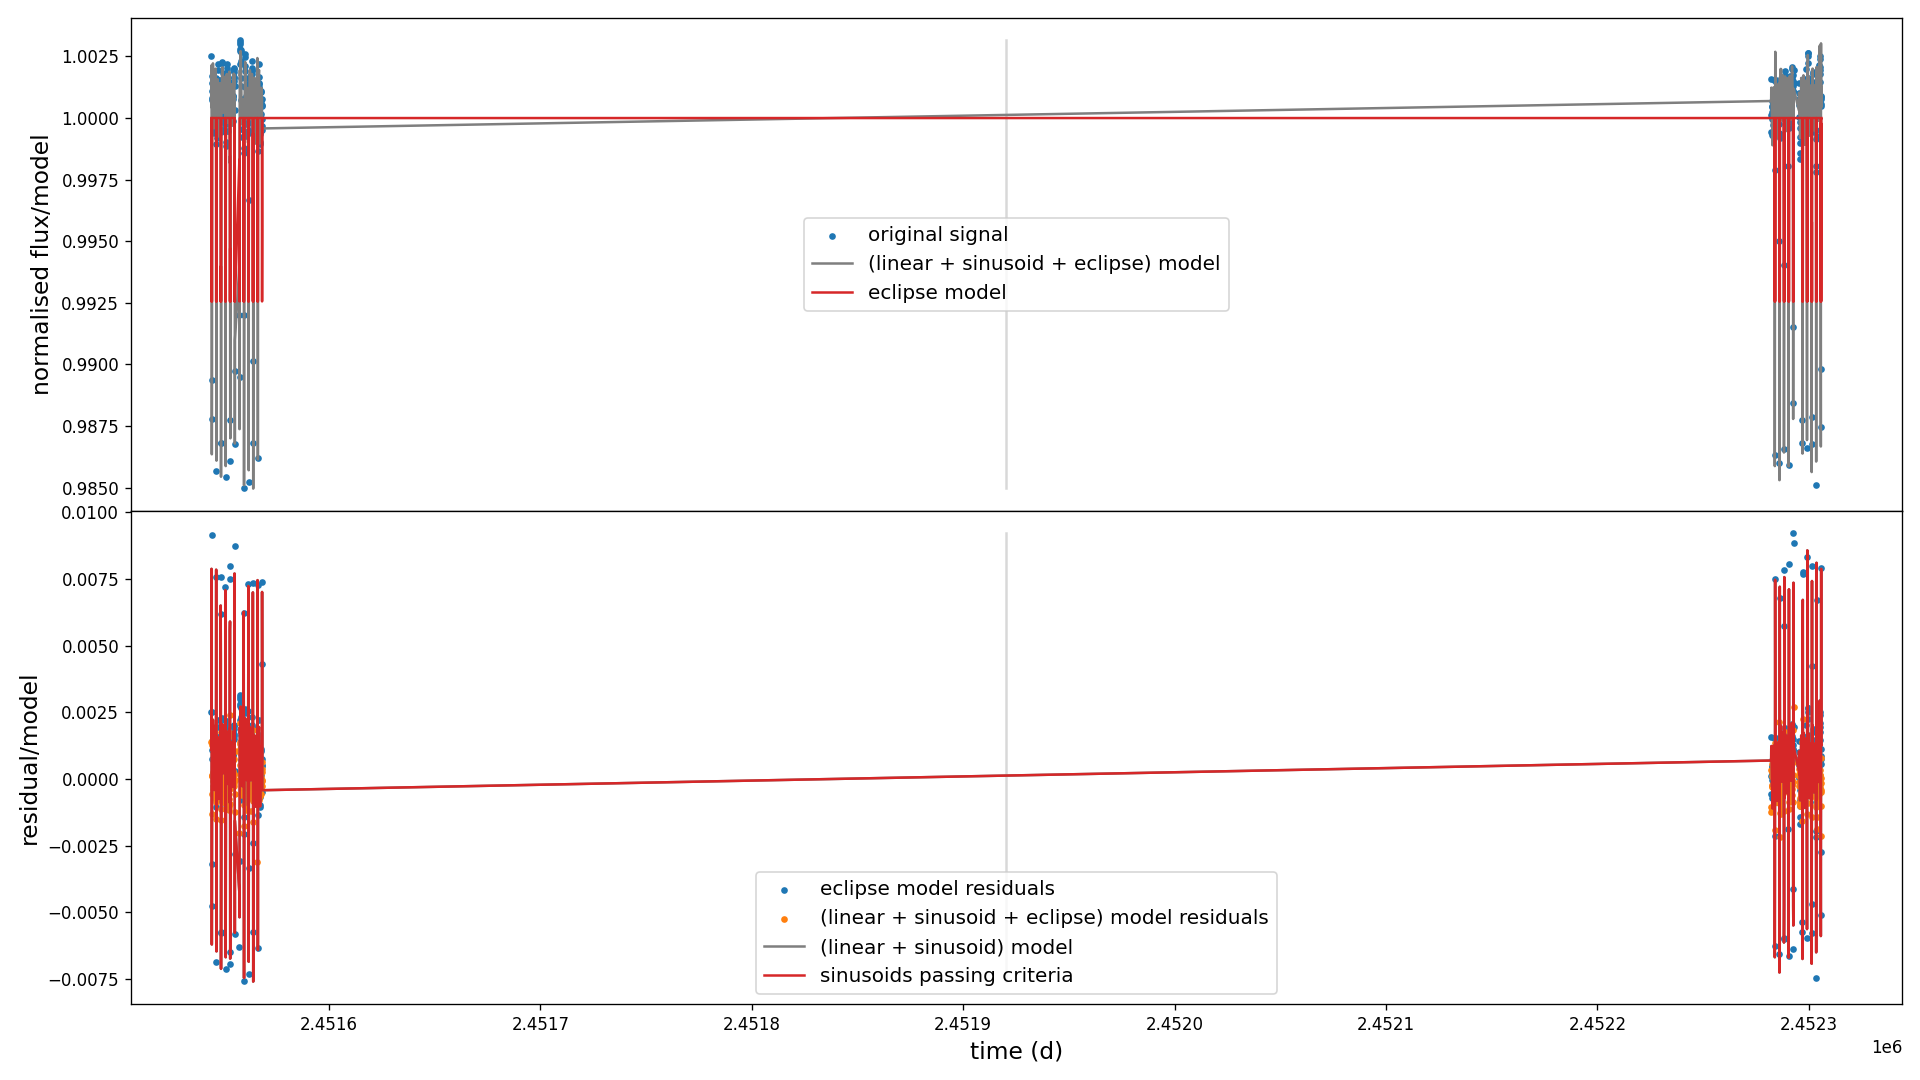 normalised flux/model
1.0025
1.0000
0.9975
0.9950
0.9925
0.9900
0.9875
0.9850
original signal
(linear + sinusoid + eclipse) model
eclipse model
residual/model
0.0100
0.0075
0.0050
0.0025
0.0000
−0.0025
−0.0050
−0.0075
eclipse model residuals
(linear + sinusoid + eclipse) model residuals
(linear + sinusoid) model
sinusoids passing criteria
2.4516 2.4517 2.4518 2.4519 2.4520 2.4521 2.4522 2.4523
1e6
time (d)